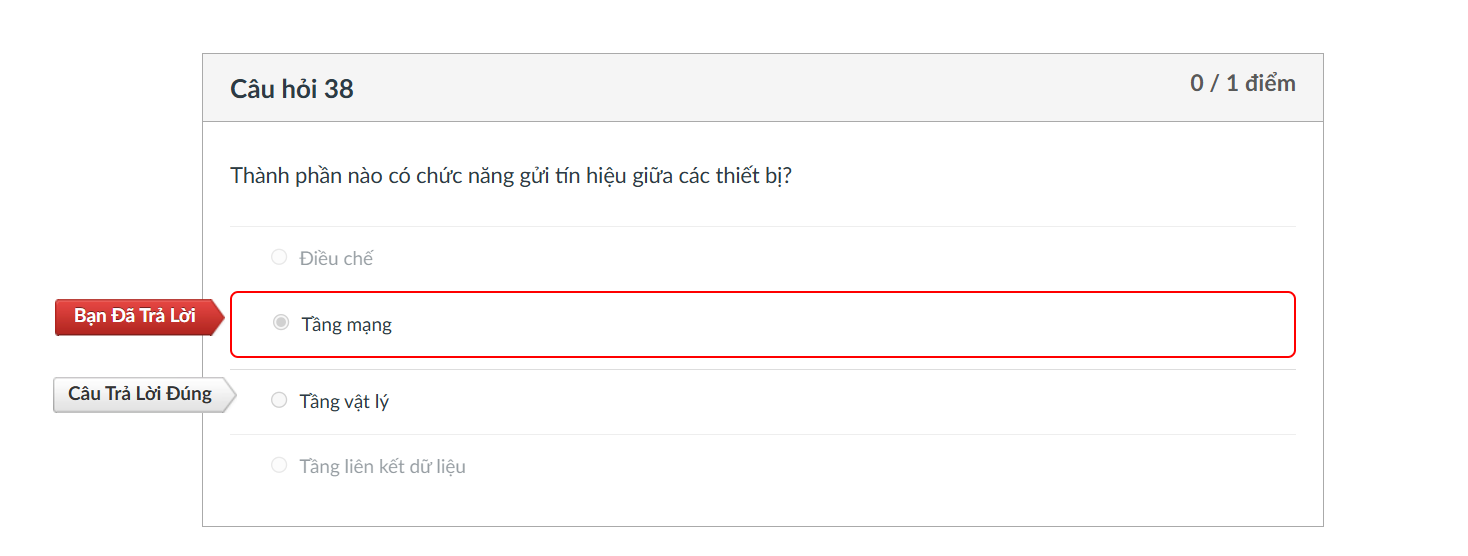 Câu hỏi 38
0 / 1 điểm
Thành phần nào có chức năng gửi tín hiệu giữa các thiết bị?
Điều chế
Bạn Đã Trả Lời
Tầng mạng
Câu Trả Lời Đúng
Tầng vật lý
Tầng liên kết dữ liệu